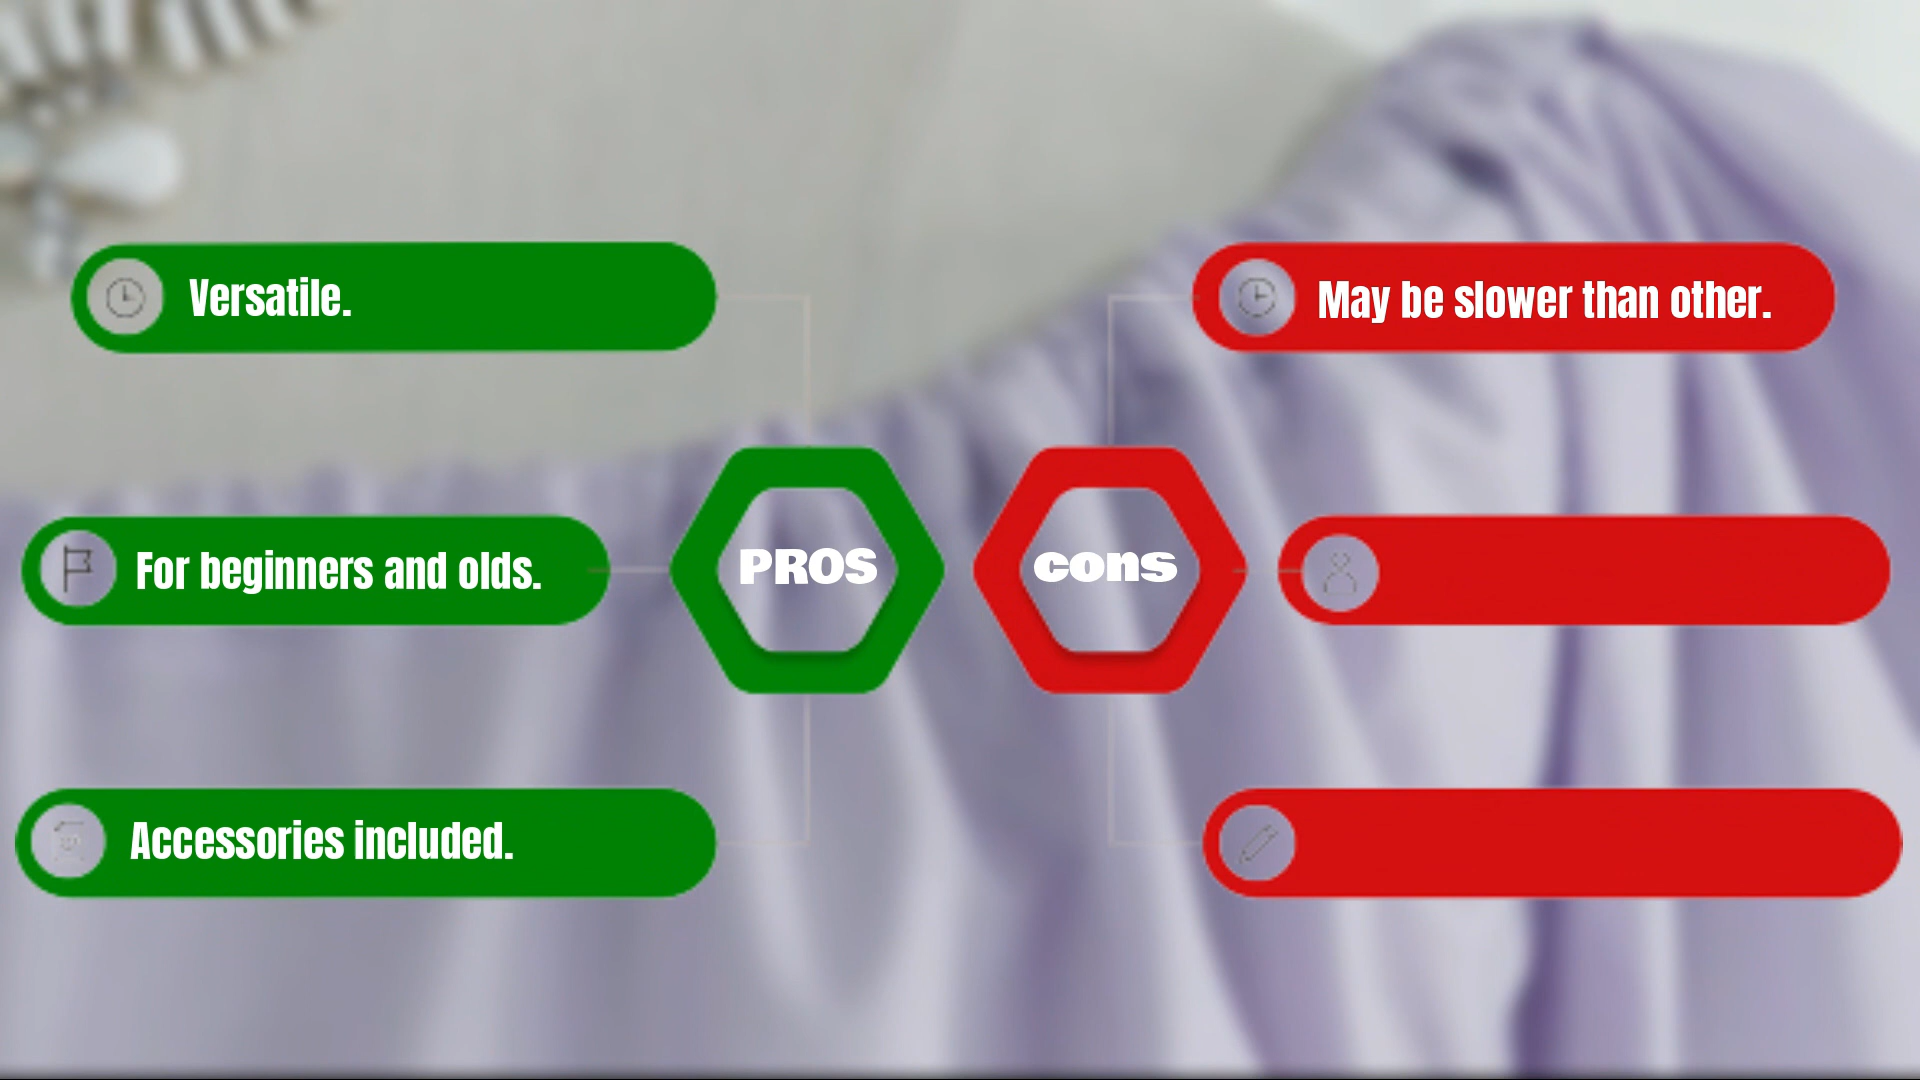 Versatile.
For beginners and olds.
Accessories included.
PROS
cons
May be slower than other.